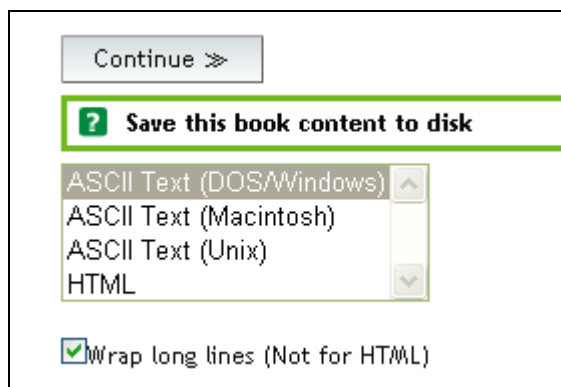 Continue ≫
? Save this book content to disk
ASCII Text (DOS/Windows)
ASCII Text (Macintosh)
ASCII Text (Unix)
HTML
Wrap long lines (Not for HTML)